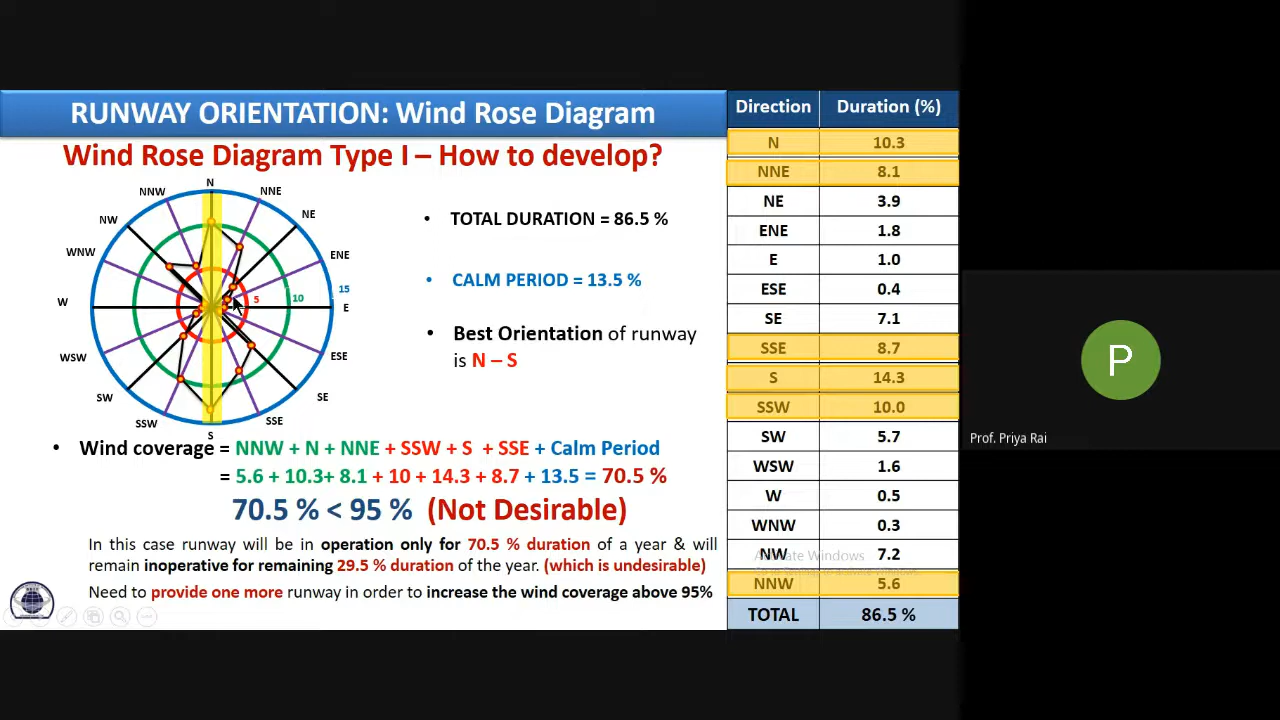 RUNWAY ORIENTATION: Wind Rose Diagram
Wind Rose Diagram Type I – How to develop?
N
NNW
NNE
NW
NE
WNW
ENE
15
10
5
W
E
WSW
ESE
SW
SE
SSW
SSE
S
• TOTAL DURATION = 86.5 %
• CALM PERIOD = 13.5 %
• Best Orientation of runway
is N – S
• Wind coverage = NNW + N + NNE + SSW + S + SSE + Calm Period
= 5.6 + 10.3+ 8.1 + 10 + 14.3 + 8.7 + 13.5 = 70.5 %
70.5 % < 95 % (Not Desirable)
In this case runway will be in operation only for 70.5 % duration of a year & will
remain inoperative for remaining 29.5 % duration of the year. (which is undesirable)
Need to provide one more runway in order to increase the wind coverage above 95%
Direction Duration (%)
N 10.3
NNE 8.1
NE 3.9
ENE 1.8
E 1.0
ESE 0.4
SE 7.1
SSE 8.7
S 14.3
SSW 10.0
SW 5.7
WSW 1.6
W 0.5
WNW 0.3
NW 7.2
NNW 5.6
TOTAL 86.5 %
Windows
P
Prof. Priya Rai